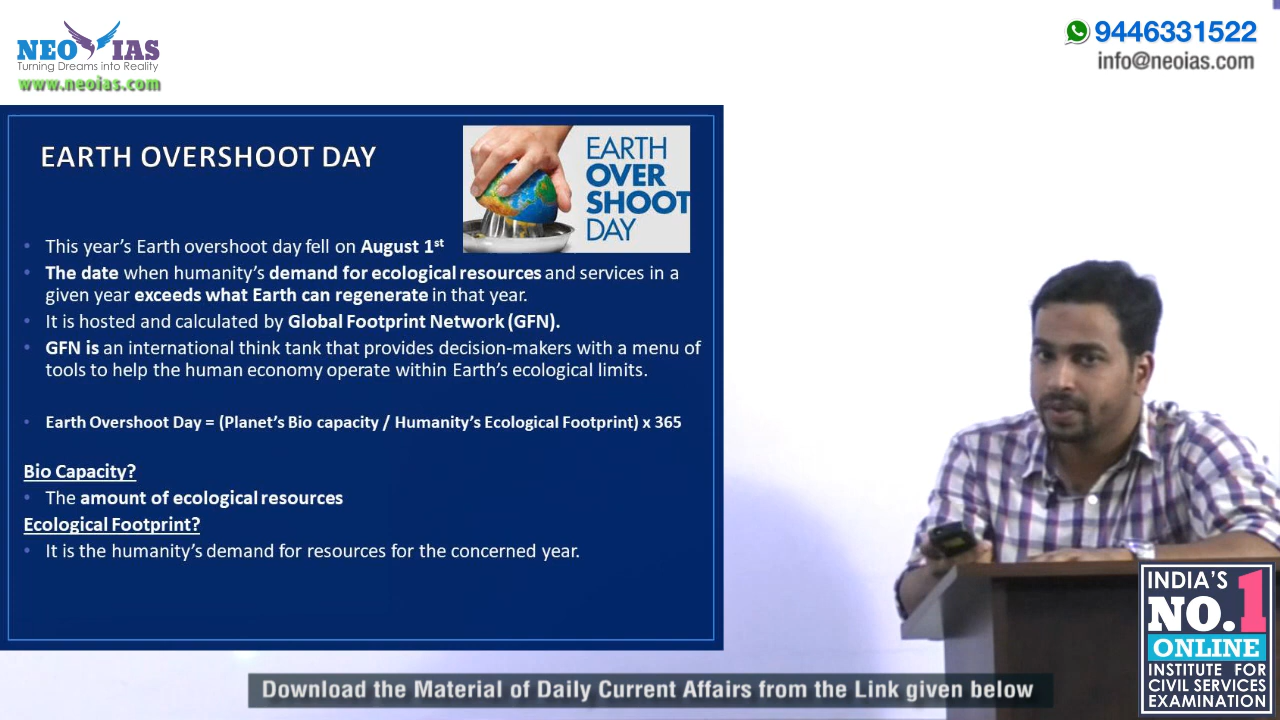 NEO IAS
Turning Dreams into Reality
www.neoias.com
9446331522
info@neoias.com
EARTH OVERSHOOT DAY
EARTH
OVER
SHOOT
DAY
• This year's Earth overshoot day fell on August 1st
• The date when humanity's demand for ecological resources and services in a
given year exceeds what Earth can regenerate in that year.
• It is hosted and calculated by Global Footprint Network (GFN).
• GFN is an international think tank that provides decision-makers with a menu of
tools to help the human economy operate within Earth's ecological limits.
• Earth Overshoot Day = (Planet's Bio capacity / Humanity's Ecological Footprint) x 365
Bio Capacity?
• The amount of ecological resources
Ecological Footprint?
• It is the humanity's demand for resources for the concerned year.
INDIA'S
NO.1
ONLINE
INSTITUTE FOR
CIVIL SERVICES
EXAMINATION
Download the Material of Daily Current Affairs from the Link given below